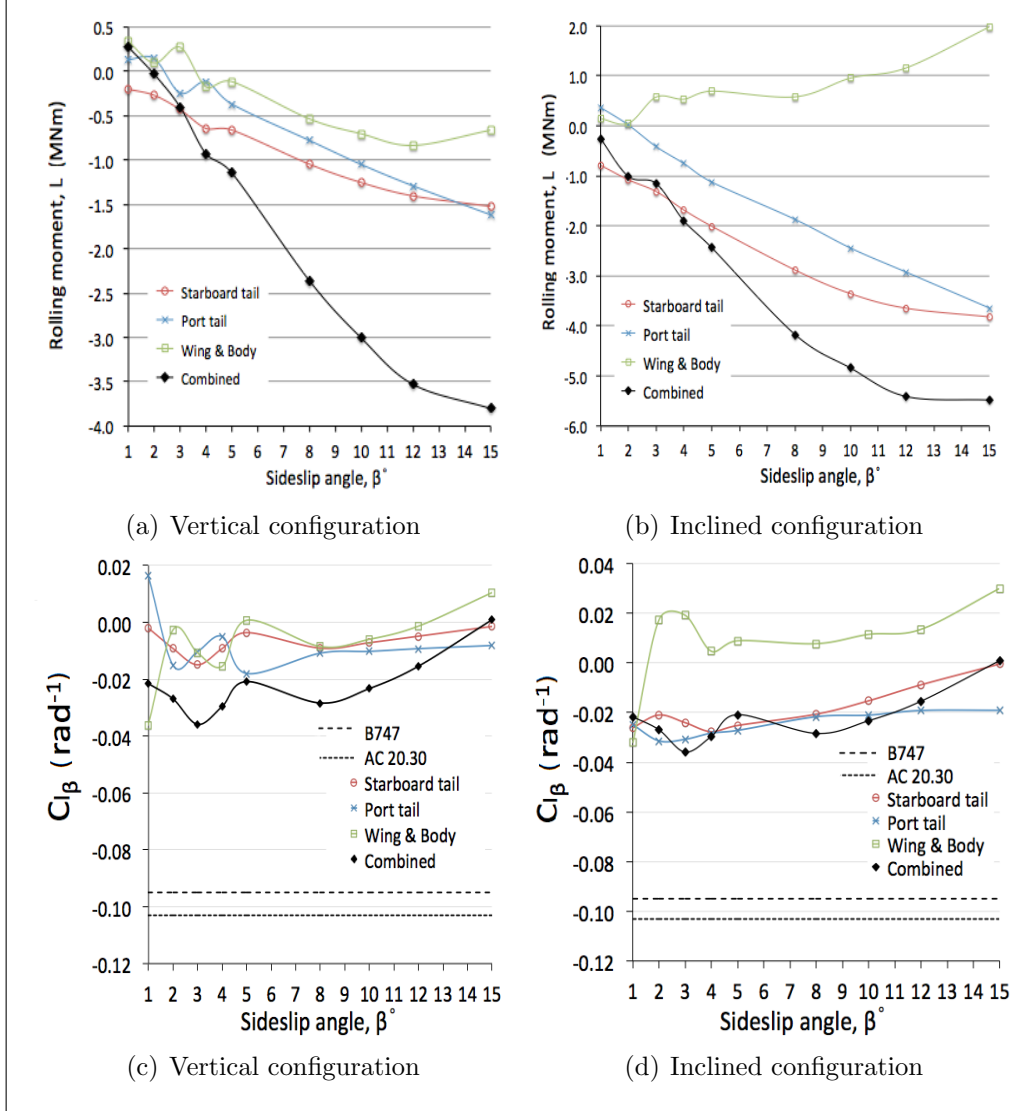 0.5
0.0
-0.5
-1.0
-1.5
-2.0
-2.5
-3.0
-3.5
-4.0
Rolling moment, L (MNm)
Starboard tail
Port tail
Wing & Body
Combined
1 2 3 4 5 6 7 8 9 10 11 12 13 14 15
Sideslip angle, β°
(a) Vertical configuration
2.0
1.0
0.0
-1.0
-2.0
-3.0
-4.0
-5.0
-6.0
Rolling moment, L (MNm)
Starboard tail
Port tail
Wing & Body
Combined
1 2 3 4 5 6 7 8 9 10 11 12 13 14 15
Sideslip angle, β°
(b) Inclined configuration
0.02
0.00
-0.02
-0.04
-0.06
-0.08
-0.10
-0.12
Clβ (rad-1)
B747
AC 20.30
Starboard tail
Port tail
Wing & Body
Combined
1 2 3 4 5 6 7 8 9 10 11 12 13 14 15
Sideslip angle, β°
(c) Vertical configuration
0.04
0.02
0.00
-0.02
-0.04
-0.06
-0.08
-0.10
-0.12
Clβ (rad-1)
B747
AC 20.30
Starboard tail
Port tail
Wing & Body
Combined
1 2 3 4 5 6 7 8 9 10 11 12 13 14 15
Sideslip angle, β°
(d) Inclined configuration